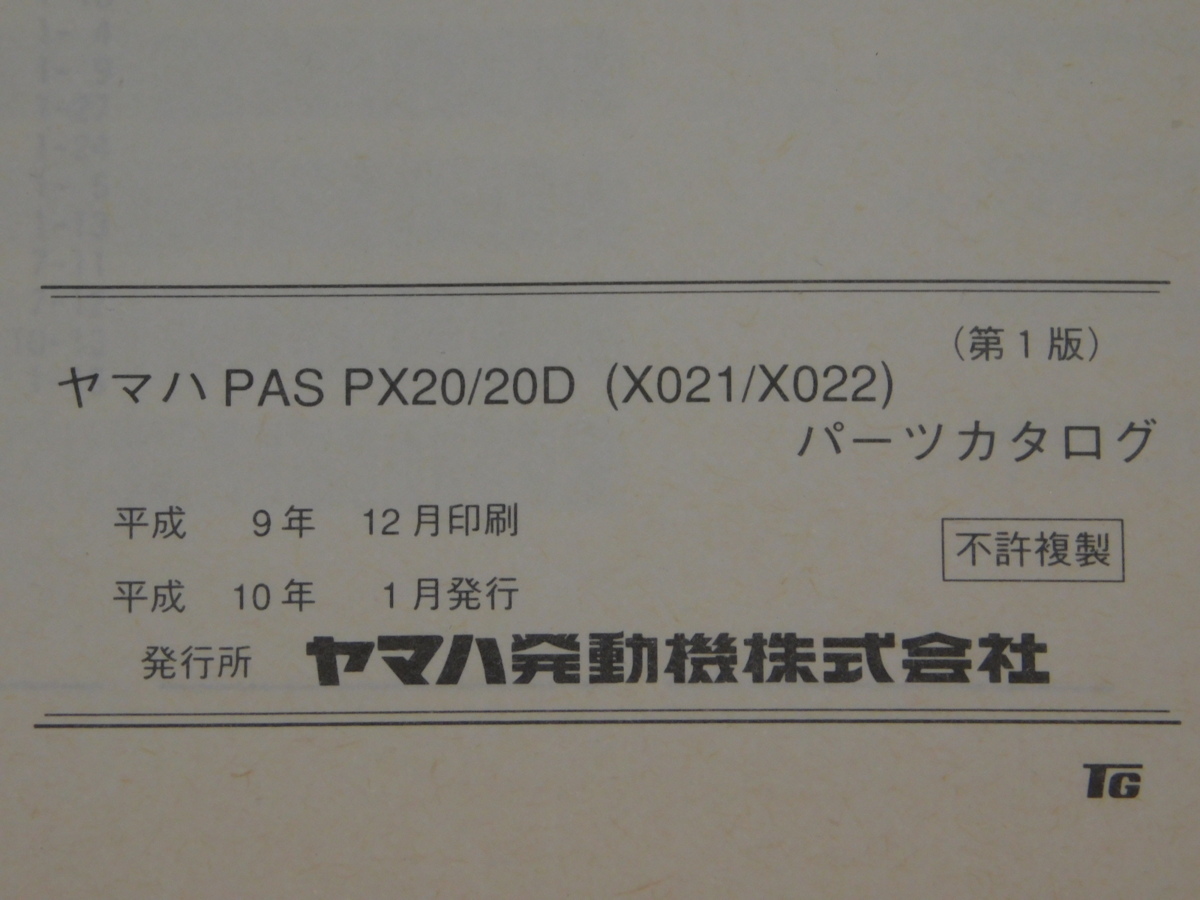 (第1版)
ヤマハ PAS PX20/20D (X021/X022)
パーツカタログ
平成 9年 12月印刷
不許複製
平成 10年 1月発行
発行所 ヤマハ発動機株式会社
TG